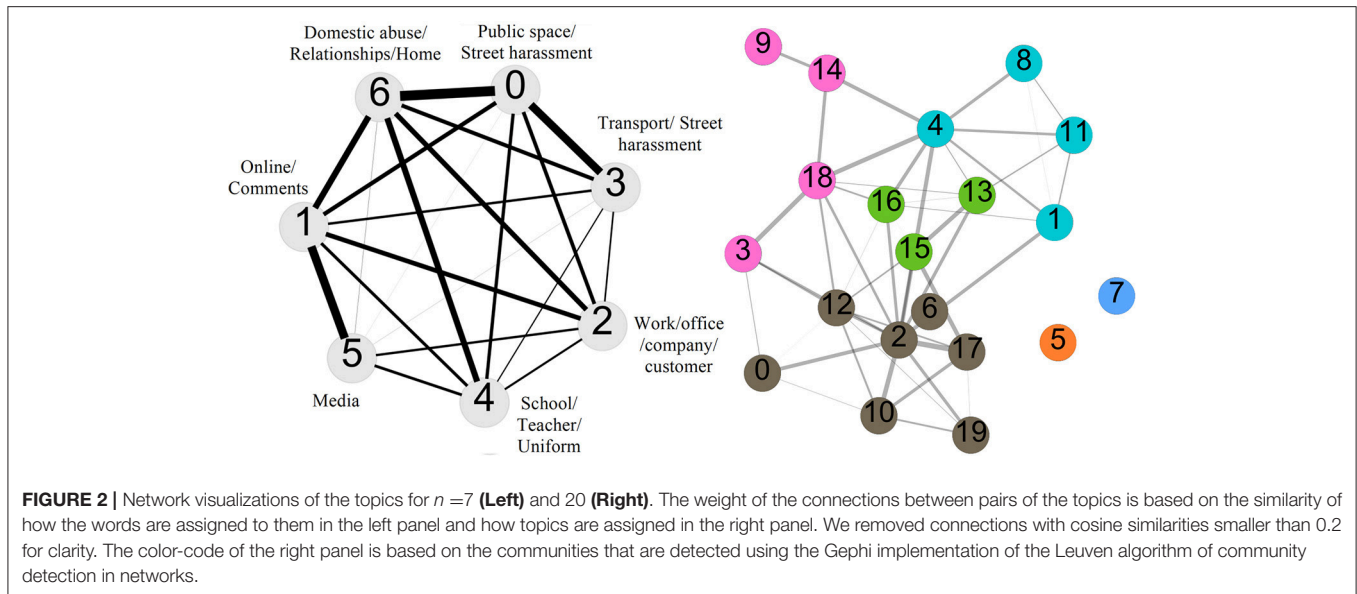 Domestic abuse/
Relationships/Home
Public space/
Street harassment
6
0
Transport/ Street
harassment
3
Online/
Comments
1
2
Work/office
/company/
customer
5
Media
4
School/
Teacher/
Uniform
9
14
8
4
11
18
16
13
1
3
15
7
12
6
2
17
5
0
10
19
FIGURE 2 | Network visualizations of the topics for n =7 (Left) and 20 (Right). The weight of the connections between pairs of the topics is based on the similarity of
how the words are assigned to them in the left panel and how topics are assigned in the right panel. We removed connections with cosine similarities smaller than 0.2
for clarity. The color-code of the right panel is based on the communities that are detected using the Gephi implementation of the Leuven algorithm of community
detection in networks.